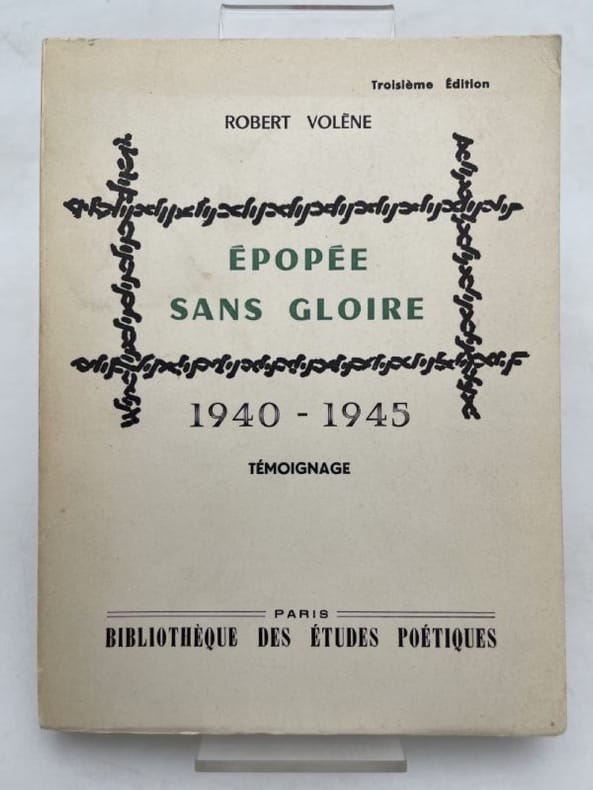 Troisième Édition
ROBERT VOLÈNE
ÉPOPÉE
SANS GLOIRE
1940 - 1945
TÉMOIGNAGE
PARIS
BIBLIOTHÈQUE DES ÉTUDES POÉTIQUES